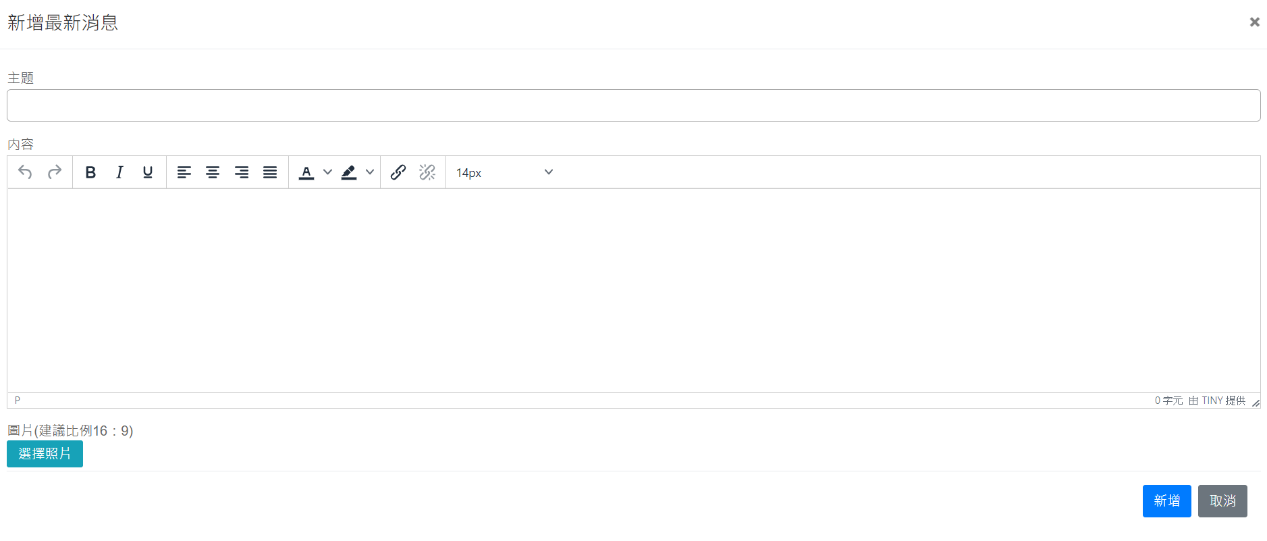 新增最新消息
×
主題
內容
B I U A 14px
P 0 字元 由 TINY 提供
圖片(建議比例16：9)
選擇照片
新增 取消